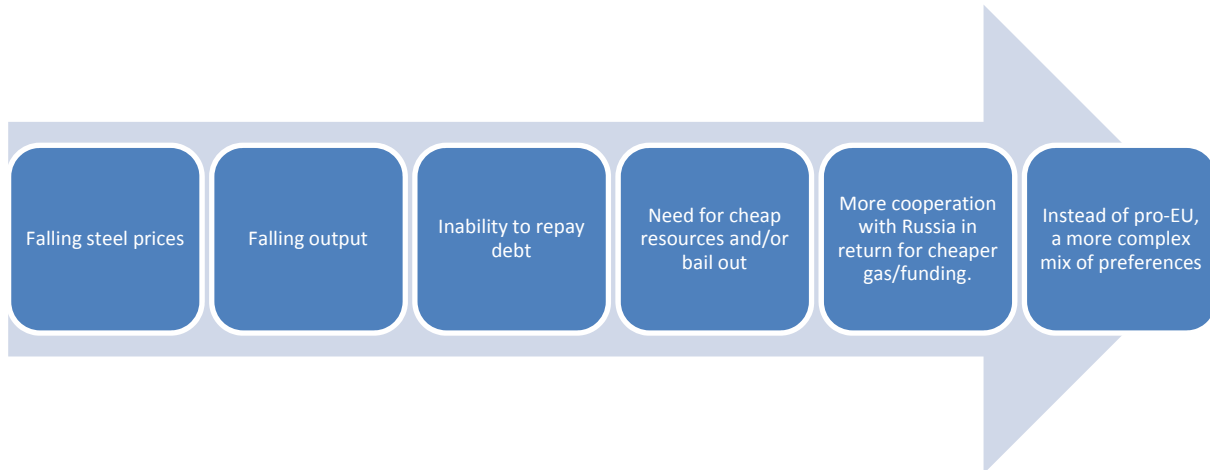 Falling steel prices
Falling output
Inability to repay
debt
Need for cheap
resources and/or
bail out
More cooperation
with Russia in
return for cheaper
gas/funding.
Instead of pro-EU,
a more complex
mix of preferences